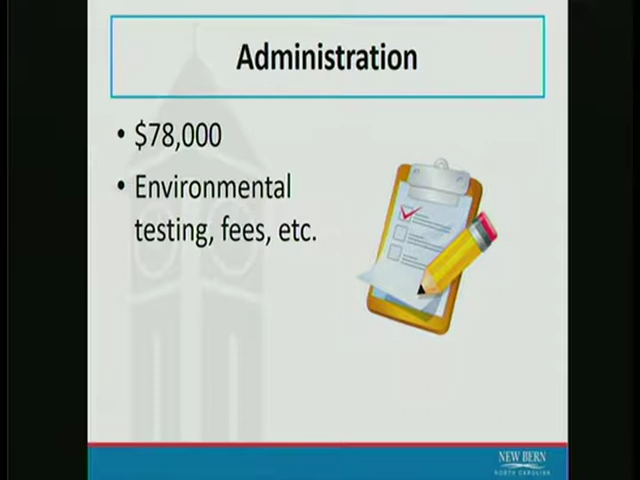 Administration
• $78,000
• Environmental
testing, fees, etc.
NEW BERN
NORTH CAROLINA